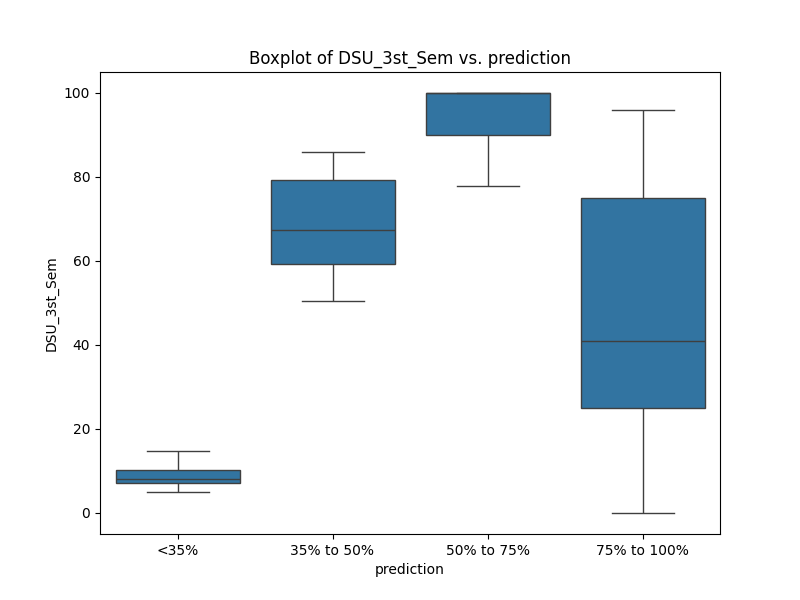 Boxplot of DSU_3st_Sem vs. prediction
100
80
60
40
20
0
DSU_3st_Sem
<35%
35% to 50%
50% to 75%
75% to 100%
prediction